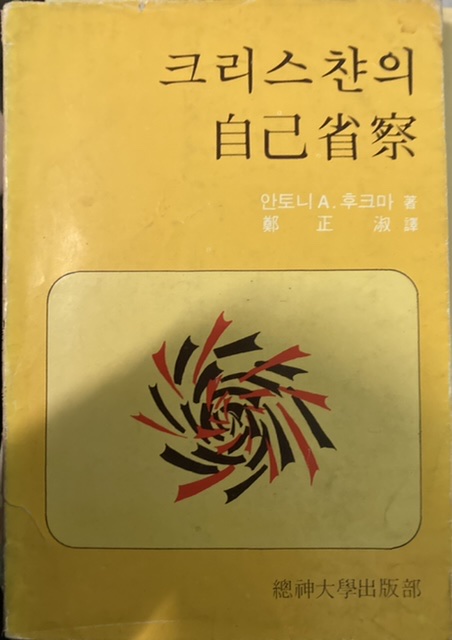 크리스챤의
自己省察
안토니 A. 후크마 著
鄭 正 淑 譯
總神大學出版部